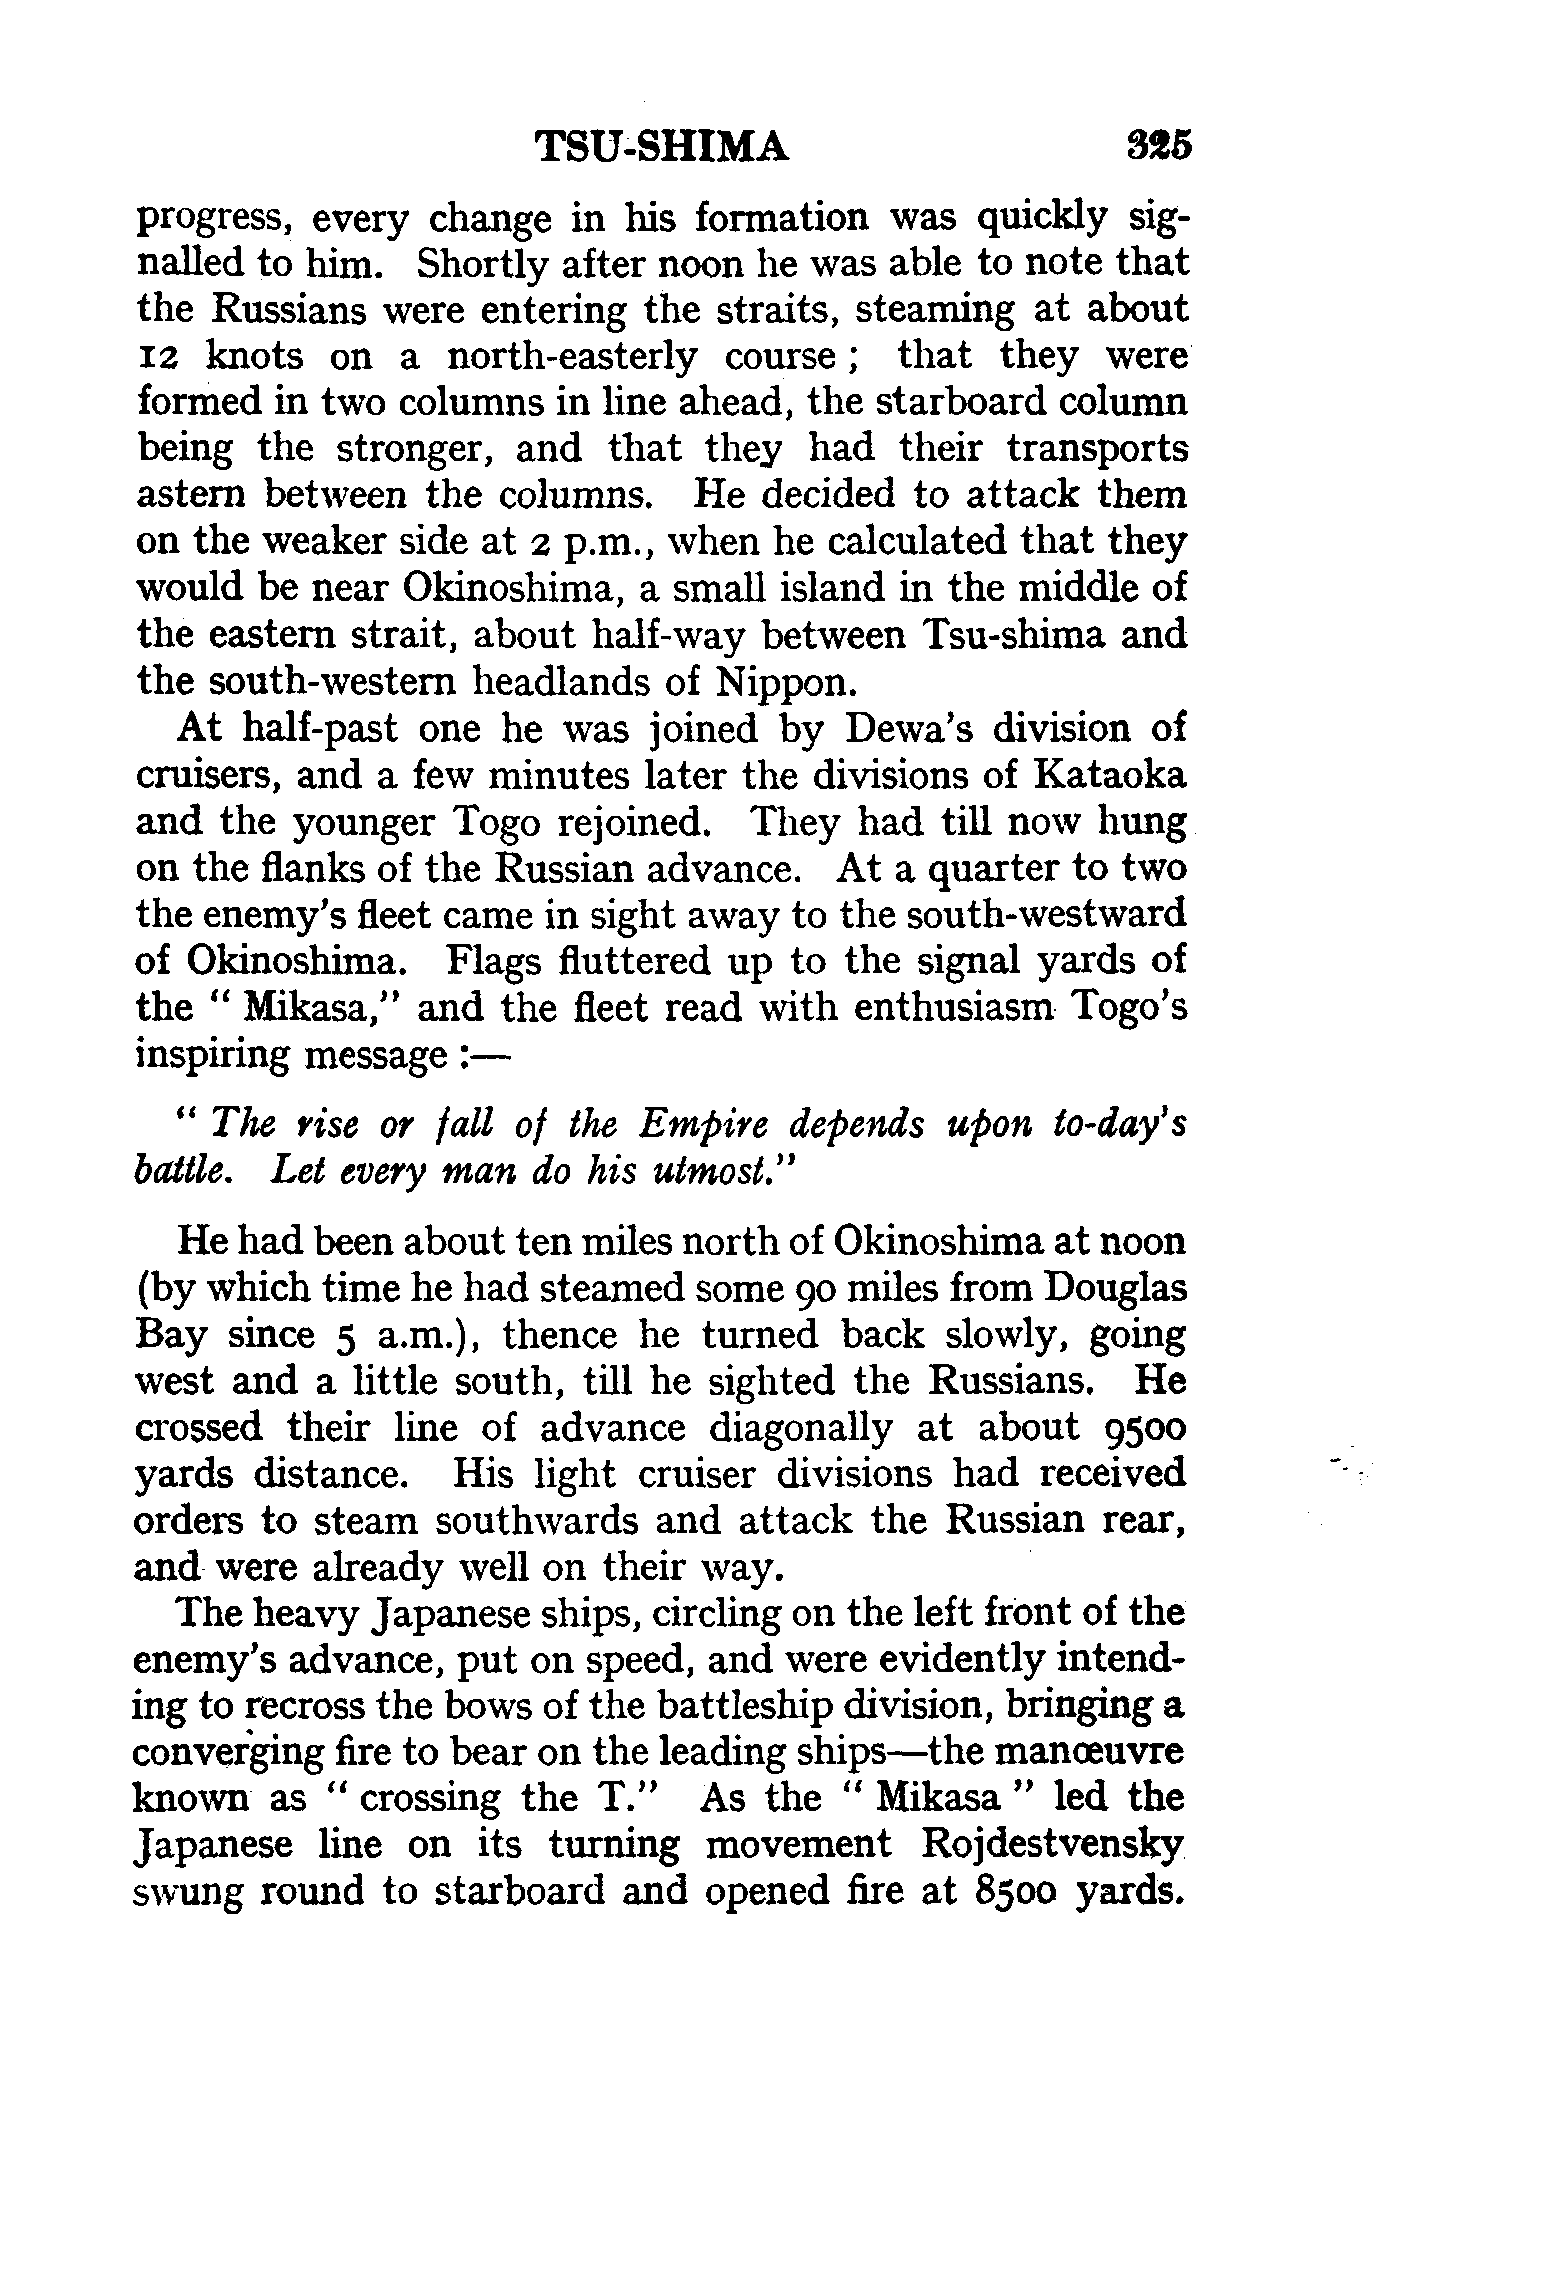 TSU-SHIMA 325
progress, every change in his formation was quickly sig-
nalled to him. Shortly after noon he was able to note that
the Russians were entering the straits, steaming at about
12 knots on a north-easterly course ; that they were
formed in two columns in line ahead, the starboard column
being the stronger, and that they had their transports
astern between the columns. He decided to attack them
on the weaker side at 2 p.m., when he calculated that they
would be near Okinoshima, a small island in the middle of
the eastern strait, about half-way between Tsu-shima and
the south-western headlands of Nippon.
At half-past one he was joined by Dewa's division of
cruisers, and a few minutes later the divisions of Kataoka
and the younger Togo rejoined. They had till now hung
on the flanks of the Russian advance. At a quarter to two
the enemy's fleet came in sight away to the south-westward
of Okinoshima. Flags fluttered up to the signal yards of
the " Mikasa," and the fleet read with enthusiasm Togo's
inspiring message :—
" The rise or fall of the Empire depends upon to-day's
battle. Let every man do his utmost."
He had been about ten miles north of Okinoshima at noon
(by which time he had steamed some 90 miles from Douglas
Bay since 5 a.m.), thence he turned back slowly, going
west and a little south, till he sighted the Russians. He
crossed their line of advance diagonally at about 9500
yards distance. His light cruiser divisions had received
orders to steam southwards and attack the Russian rear,
and were already well on their way.
The heavy Japanese ships, circling on the left front of the
enemy's advance, put on speed, and were evidently intend-
ing to recross the bows of the battleship division, bringing a
converging fire to bear on the leading ships—the manœuvre
known as " crossing the T." As the " Mikasa " led the
Japanese line on its turning movement Rojdestvensky
swung round to starboard and opened fire at 8500 yards.